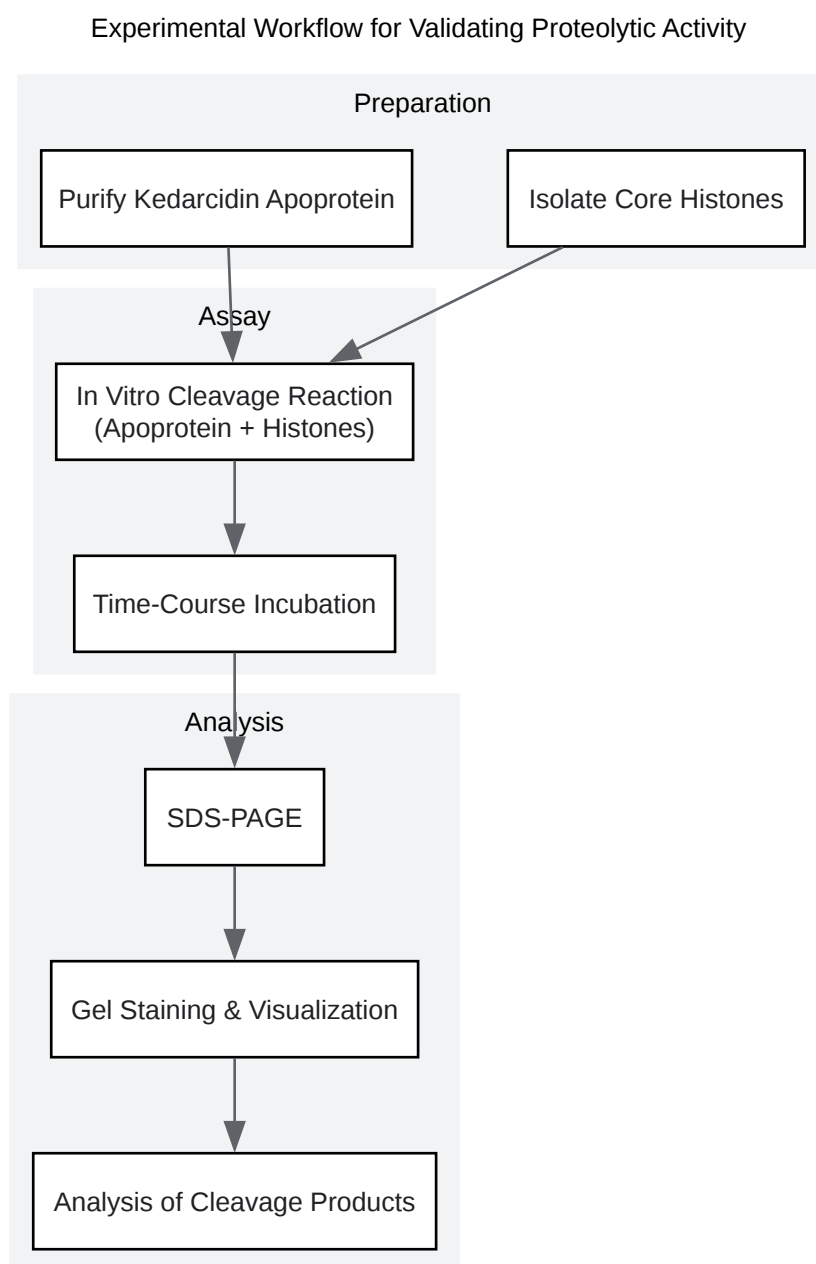 Experimental Workflow for Validating Proteolytic Activity
Preparation
Purify Kedarcidin Apoprotein
Isolate Core Histones
Assay
In Vitro Cleavage Reaction
(Apoprotein + Histones)
Time-Course Incubation
Analysis
SDS-PAGE
Gel Staining & Visualization
Analysis of Cleavage Products